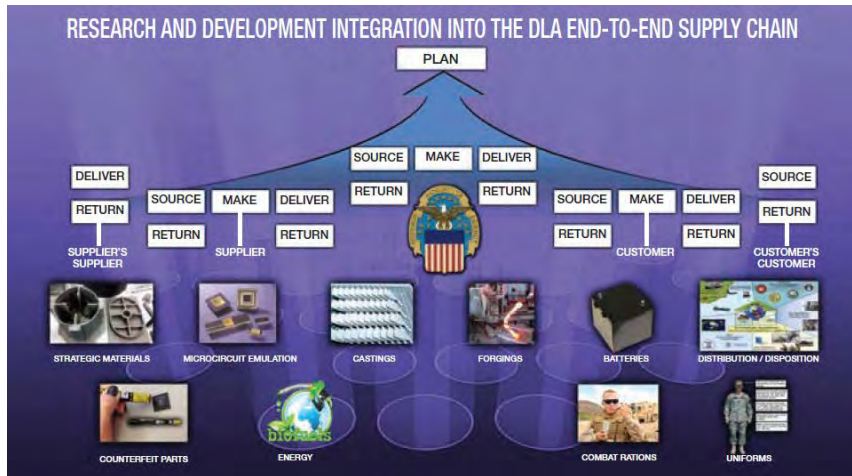 RESEARCH AND DEVELOPMENT INTEGRATION INTO THE DLA END-TO-END SUPPLY CHAIN
PLAN
SOURCE
MAKE
DELIVER
RETURN
RETURN
DELIVER
RETURN
SUPPLIER'S
SUPPLIER
SOURCE
MAKE
DELIVER
RETURN
SUPPLIER
RETURN
SOURCE
MAKE
DELIVER
RETURN
CUSTOMER
RETURN
SOURCE
RETURN
CUSTOMER'S
CUSTOMER
STRATEGIC MATERIALS
MICROCIRCUIT EMULATION
CASTINGS
FORGINGS
BATTERIES
DISTRIBUTION / DISPOSITION
COUNTERFEIT PARTS
biofuels
ENERGY
COMBAT RATIONS
UNIFORMS